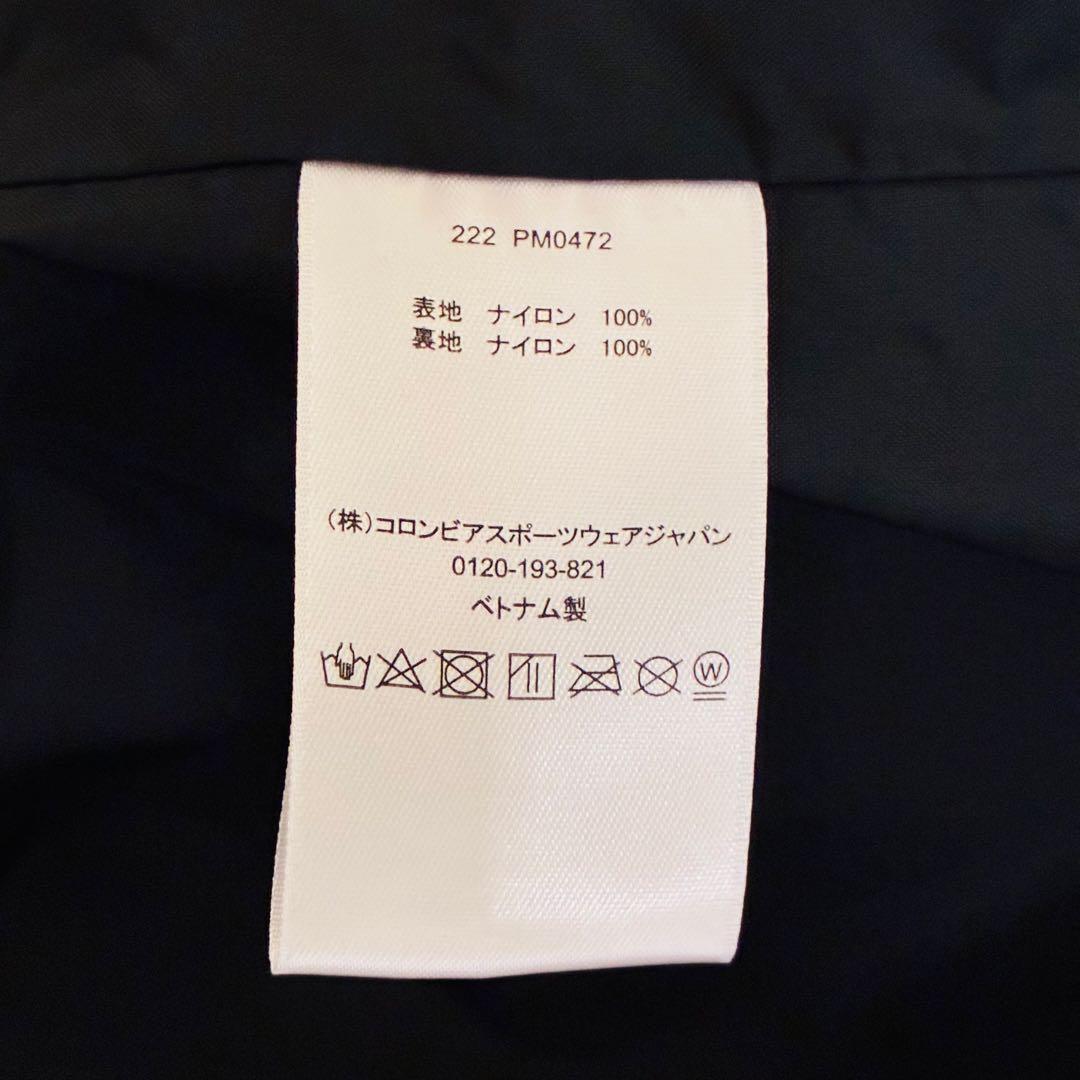 222 PM0472
表地 ナイロン 100%
裏地 ナイロン 100%
(株)コロンビアスポーツウェアジャパン
0120-193-821
ベトナム製
W